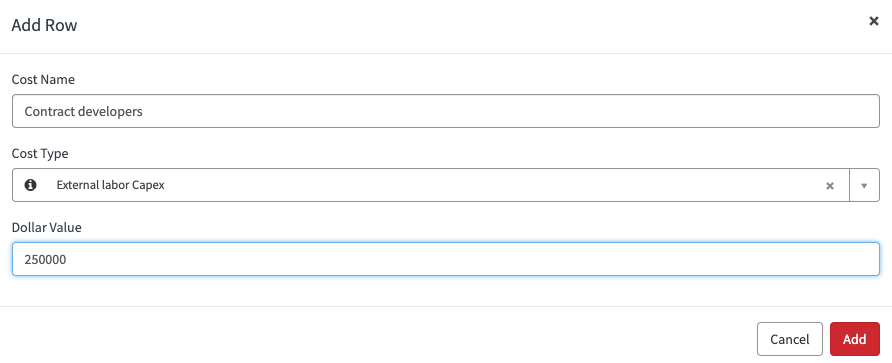 Add Row
Cost Name
Contract developers
Cost Type
External labor Capex
Dollar Value
250000
Cancel Add